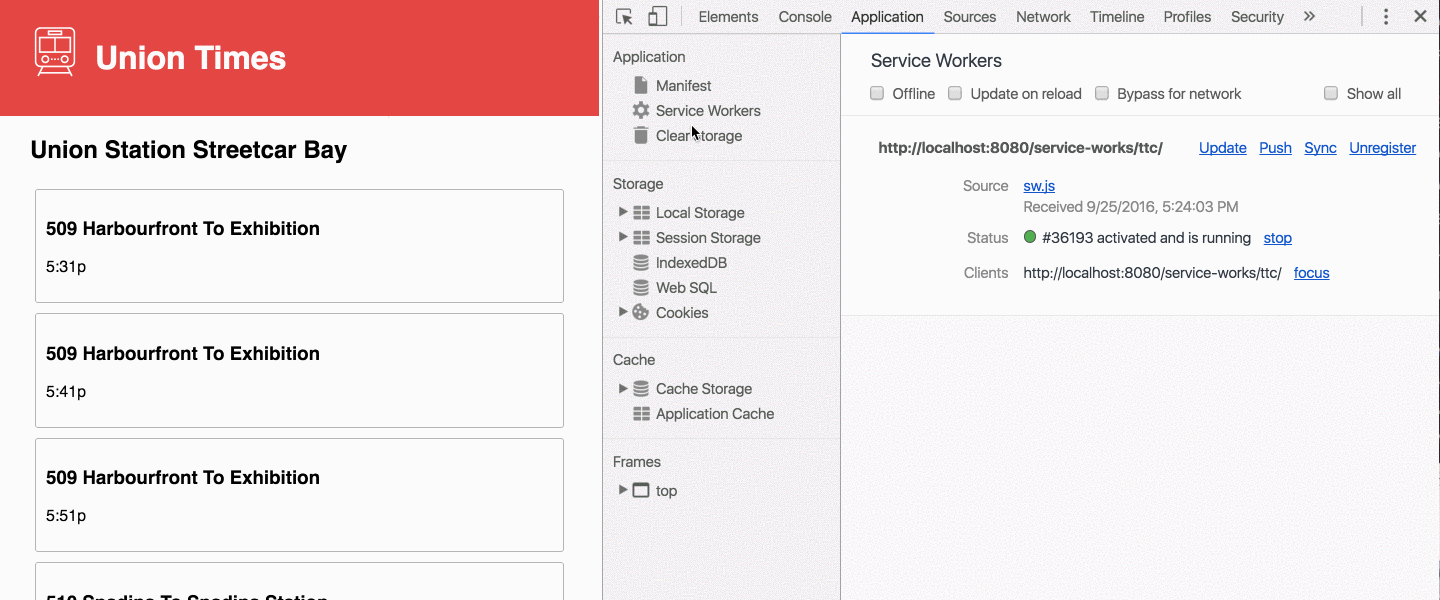 Union Times
Union Station Streetcar Bay
509 Harbourfront To Exhibition
5:31p
509 Harbourfront To Exhibition
5:41p
509 Harbourfront To Exhibition
5:51p
510 Spadina To Spadina Station
Elements Console Application Sources Network Timeline Profiles Security
Application
Manifest
Service Workers
Clear storage
Storage
Local Storage
Session Storage
IndexedDB
Web SQL
Cookies
Cache
Cache Storage
Application Cache
Frames
top
Service Workers
Offline Update on reload Bypass for network Show all
http://localhost:8080/service-works/ttc/ Update Push Sync Unregister
Source sw.js
Received 9/25/2016, 5:24:03 PM
Status #36193 activated and is running stop
Clients http://localhost:8080/service-works/ttc/ focus